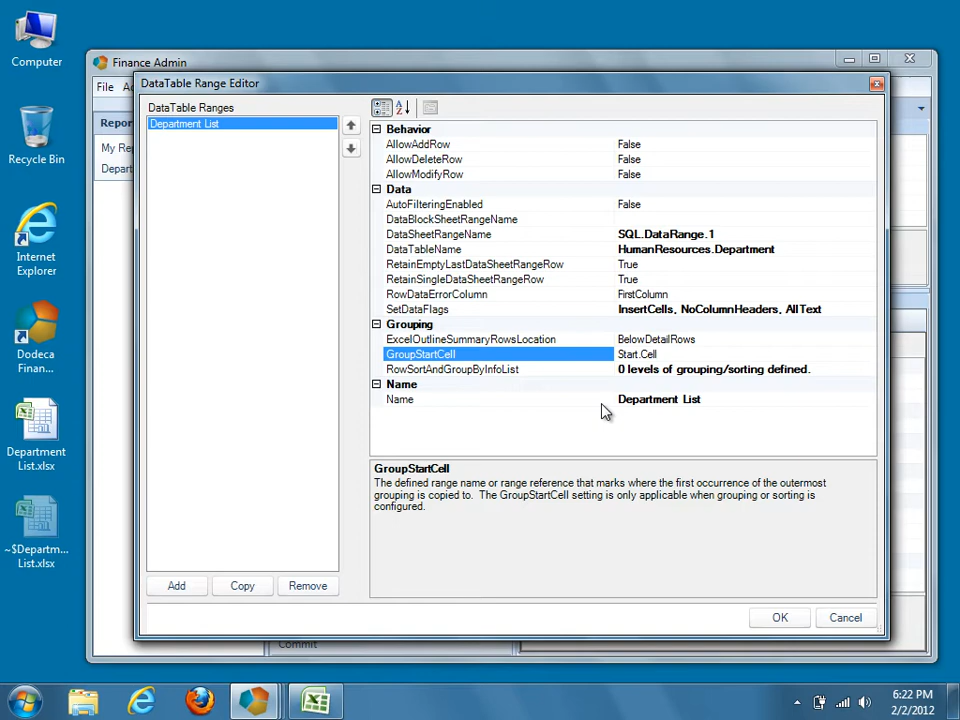 Computer
Recycle Bin
Internet
Explorer
Dodeca
Finan...
Department
List.xlsx
~$Departm...
List.xlsx
Finance Admin
File
Repor
My Re
Depart
DataTable Range Editor
DataTable Ranges
Department List
Behavior
AllowAddRow False
AllowDeleteRow False
AllowModifyRow False
Data
AutoFilteringEnabled False
DataBlockSheetRangeName
DataSheetRangeName SQL.DataRange.1
DataTableName HumanResources.Department
RetainEmptyLastDataSheetRangeRow True
RetainSingleDataSheetRangeRow True
RowDataErrorColumn FirstColumn
SetDataFlags InsertCells, NoColumnHeaders, AllText
Grouping
ExcelOutlineSummaryRowsLocation BelowDetailRows
GroupStartCell Start.Cell
RowSortAndGroupByInfoList 0 levels of grouping/sorting defined.
Name
Name Department List
GroupStartCell
The defined range name or range reference that marks where the first occurrence of the outermost
grouping is copied to. The GroupStartCell setting is only applicable when grouping or sorting is
configured.
Add Copy Remove
OK Cancel
Commit
6:22 PM
2/2/2012